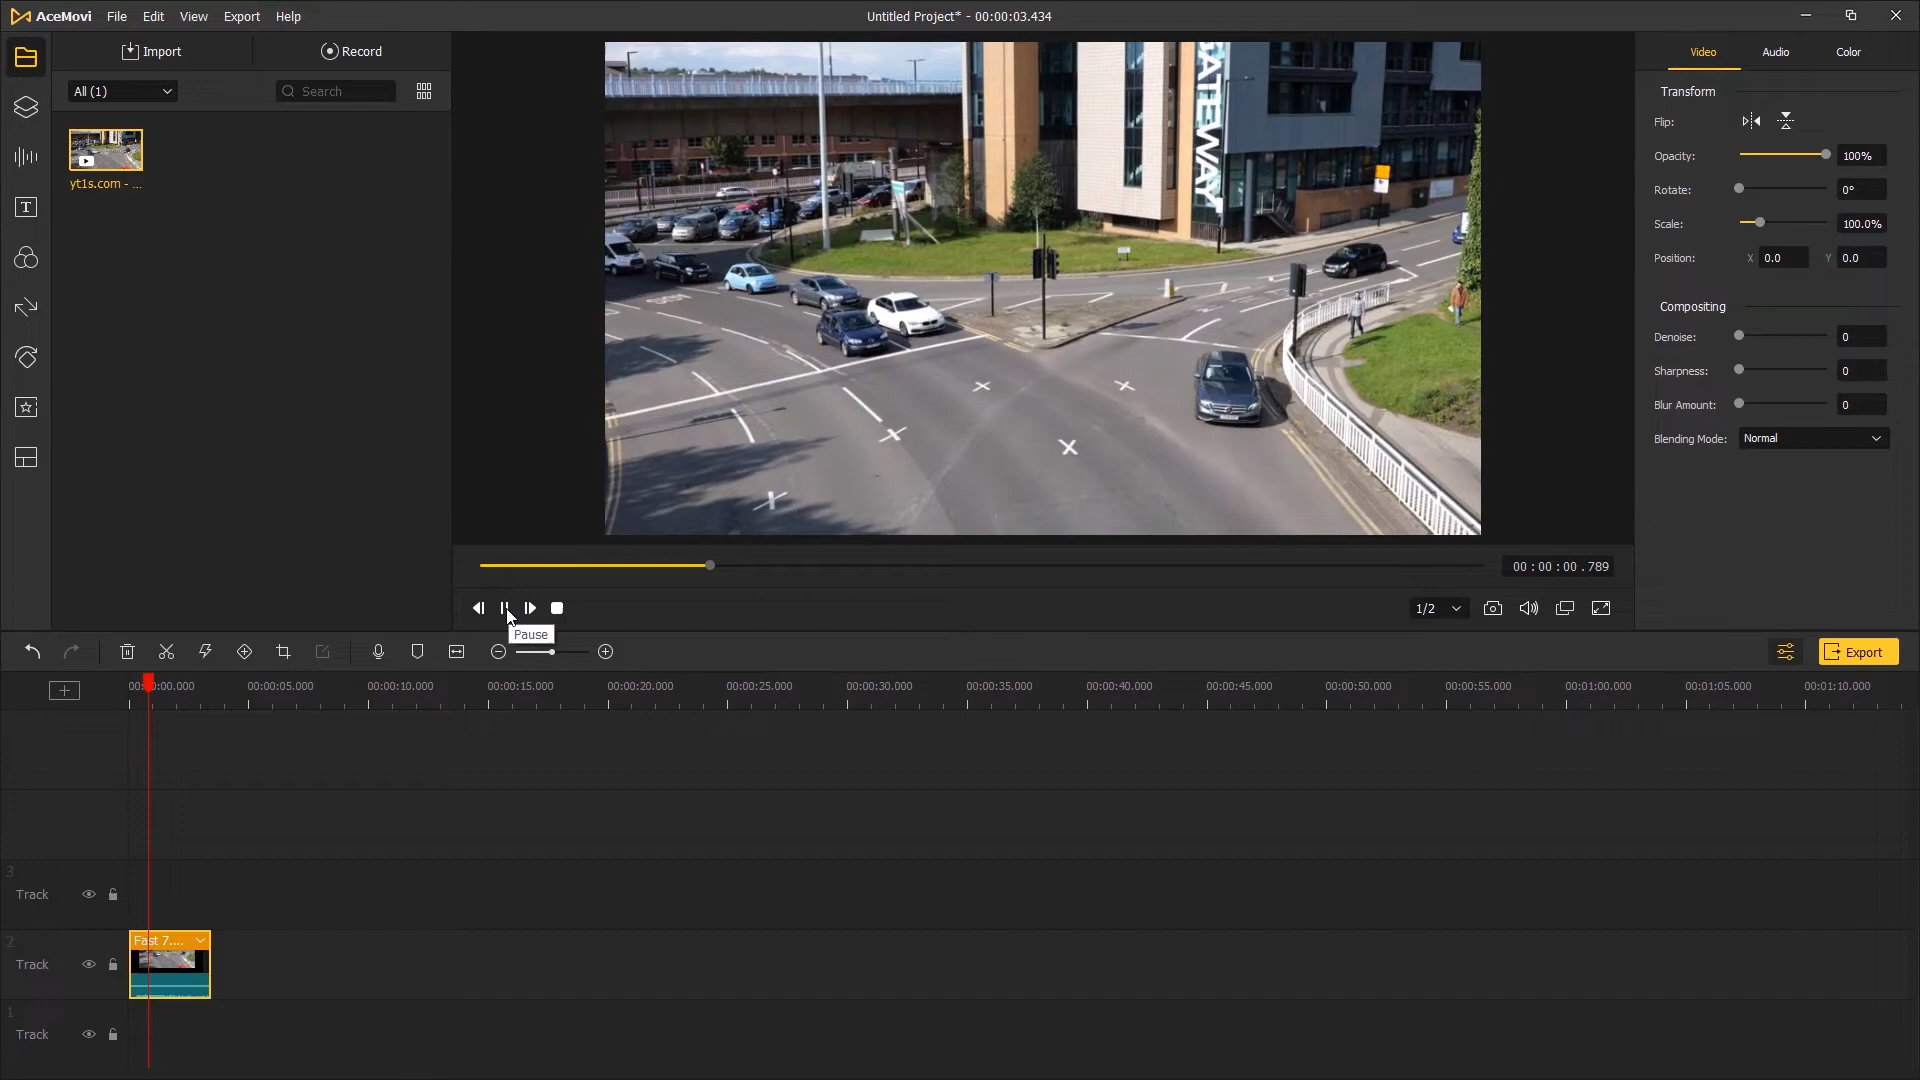 AceMovi File Edit View Export Help Untitled Project* - 00:00:03.434
Import Record
All (1) Search
yt1s.com - ...
GATEWAY
Video Audio Color
Transform
Flip:
Opacity: 100%
Rotate: 0°
Scale: 100.0%
Position: X 0.0 Y 0.0
Compositing
Denoise: 0
Sharpness: 0
Blur Amount: 0
Blending Mode: Normal
00 : 00 : 00 . 789
1/2
Pause
Export
00:00:00.000 00:00:05.000 00:00:10.000 00:00:15.000 00:00:20.000 00:00:25.000 00:00:30.000 00:00:35.000 00:00:40.000 00:00:45.000 00:00:50.000 00:00:55.000 00:01:00.000 00:01:05.000 00:01:10.000
3
Track
2
Track
Fast 7....
1
Track